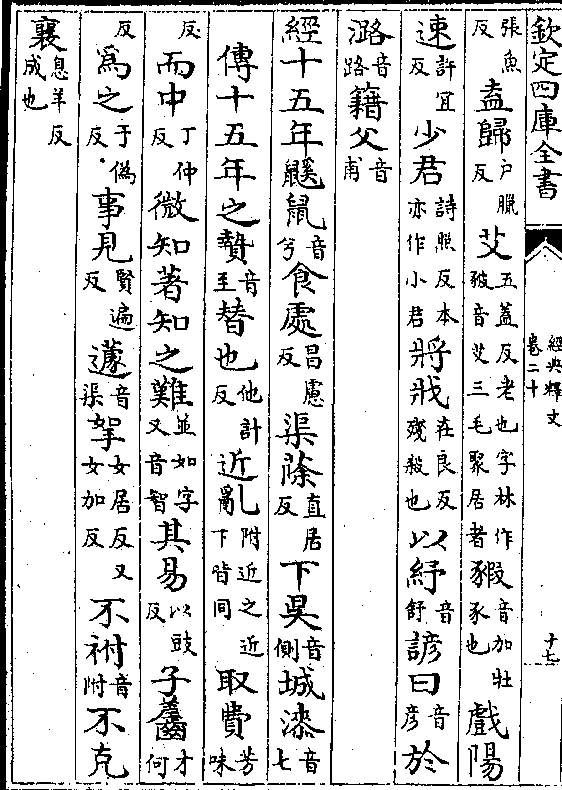 欽定四庫全書
經典釋文
卷二十
十七
張魚反盍歸户臘反艾五蓋反老也字林作豭音加牡豭音艾三毛聚居者豭豕也戲陽
速許宜反少君詩照反本亦作小君將戕在良反殘殺也以紓音舒諺曰音彦於
潞音路籍父音甫
經十五年鼷鼠音兮食處昌慮反渠蒢直居反下昃音側城漆音七
傳十五年之贄音至替也他計反近亂附近之近下皆同取費芳味
反而中丁仲反微知著知之難並如字又音智其易以豉反子齹才何
反爲之于偽反事見賢遍反蘧音渠挐女居反又女加反不祔音附不克
襄息羊反成也